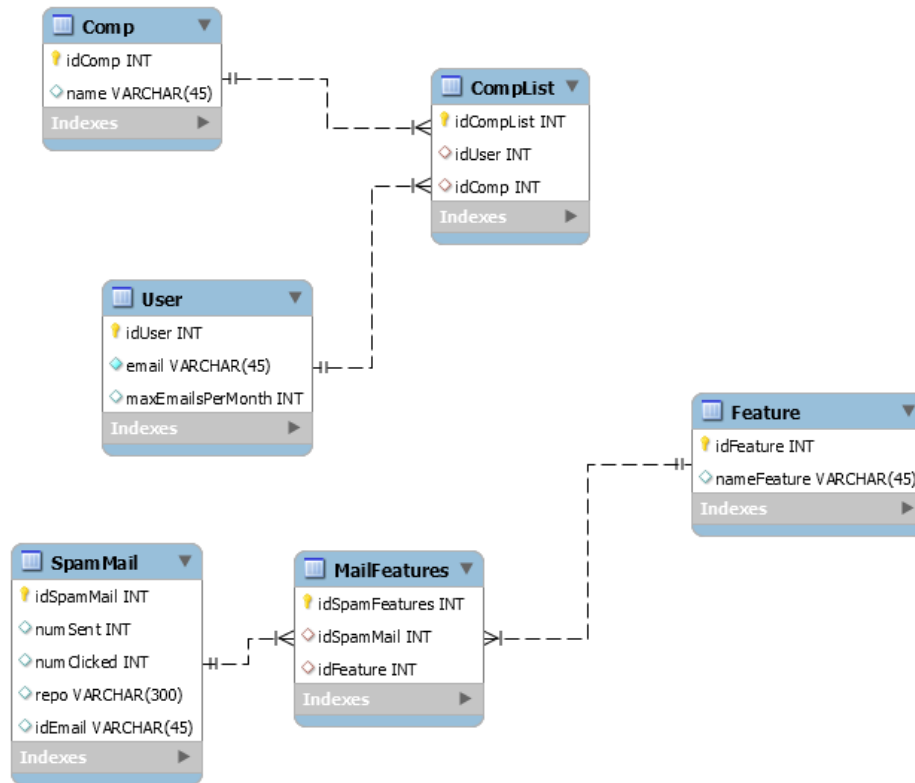 Comp
idComp INT
name VARCHAR(45)
Indexes
CompList
idCompList INT
idUser INT
idComp INT
Indexes
User
idUser INT
email VARCHAR(45)
maxEmailsPerMonth INT
Indexes
Feature
idFeature INT
nameFeature VARCHAR(45)
Indexes
SpamMail
idSpamMail INT
numSent INT
numClicked INT
repo VARCHAR(300)
idEmail VARCHAR(45)
Indexes
MailFeatures
idSpamFeatures INT
idSpamMail INT
idFeature INT
Indexes